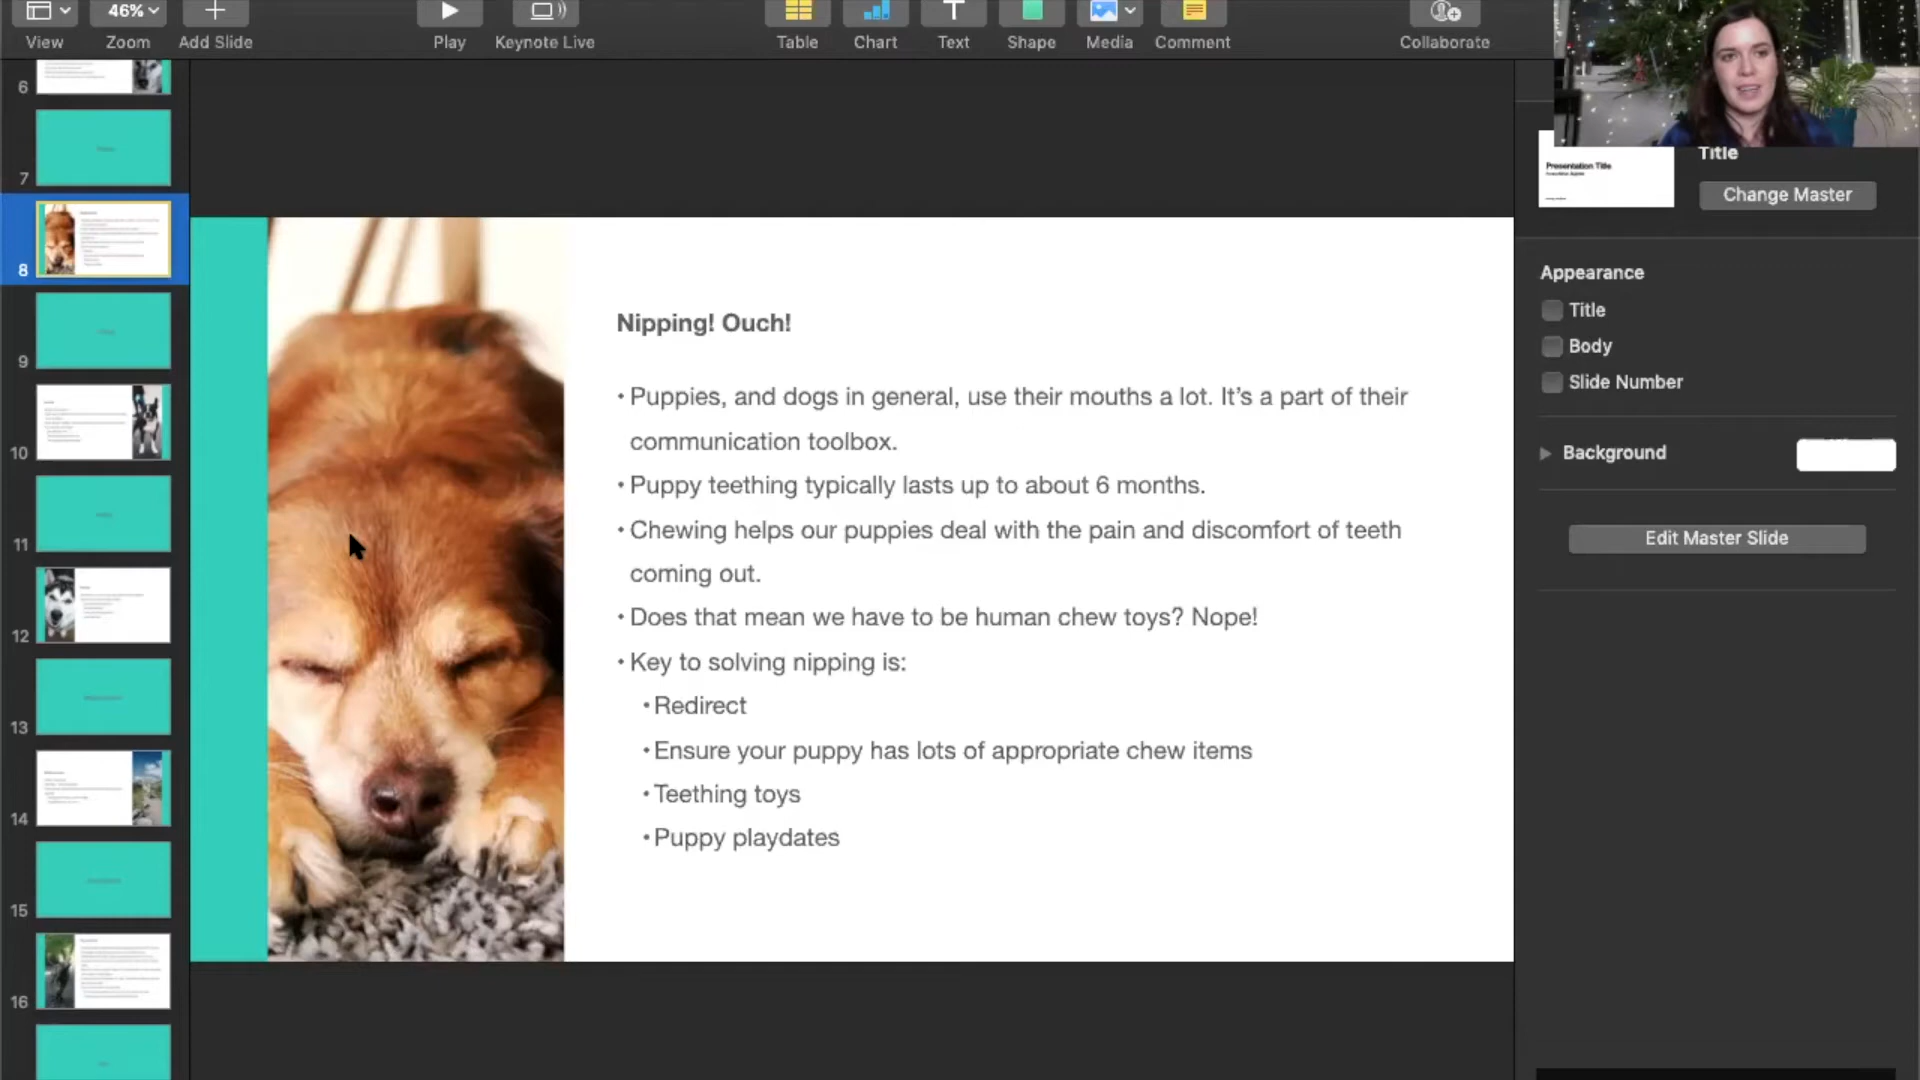 46%
View
Zoom
Add Slide
Play
Keynote Live
Table
Chart
Text
Shape
Media
Comment
Collaborate
6
7
8
9
10
11
12
13
14
15
16
Nipping! Ouch!
• Puppies, and dogs in general, use their mouths a lot. It’s a part of their
communication toolbox.
• Puppy teething typically lasts up to about 6 months.
• Chewing helps our puppies deal with the pain and discomfort of teeth
coming out.
• Does that mean we have to be human chew toys? Nope!
• Key to solving nipping is:
• Redirect
• Ensure your puppy has lots of appropriate chew items
• Teething toys
• Puppy playdates
Presentation Title
Title
Change Master
Appearance
Title
Body
Slide Number
Background
Edit Master Slide